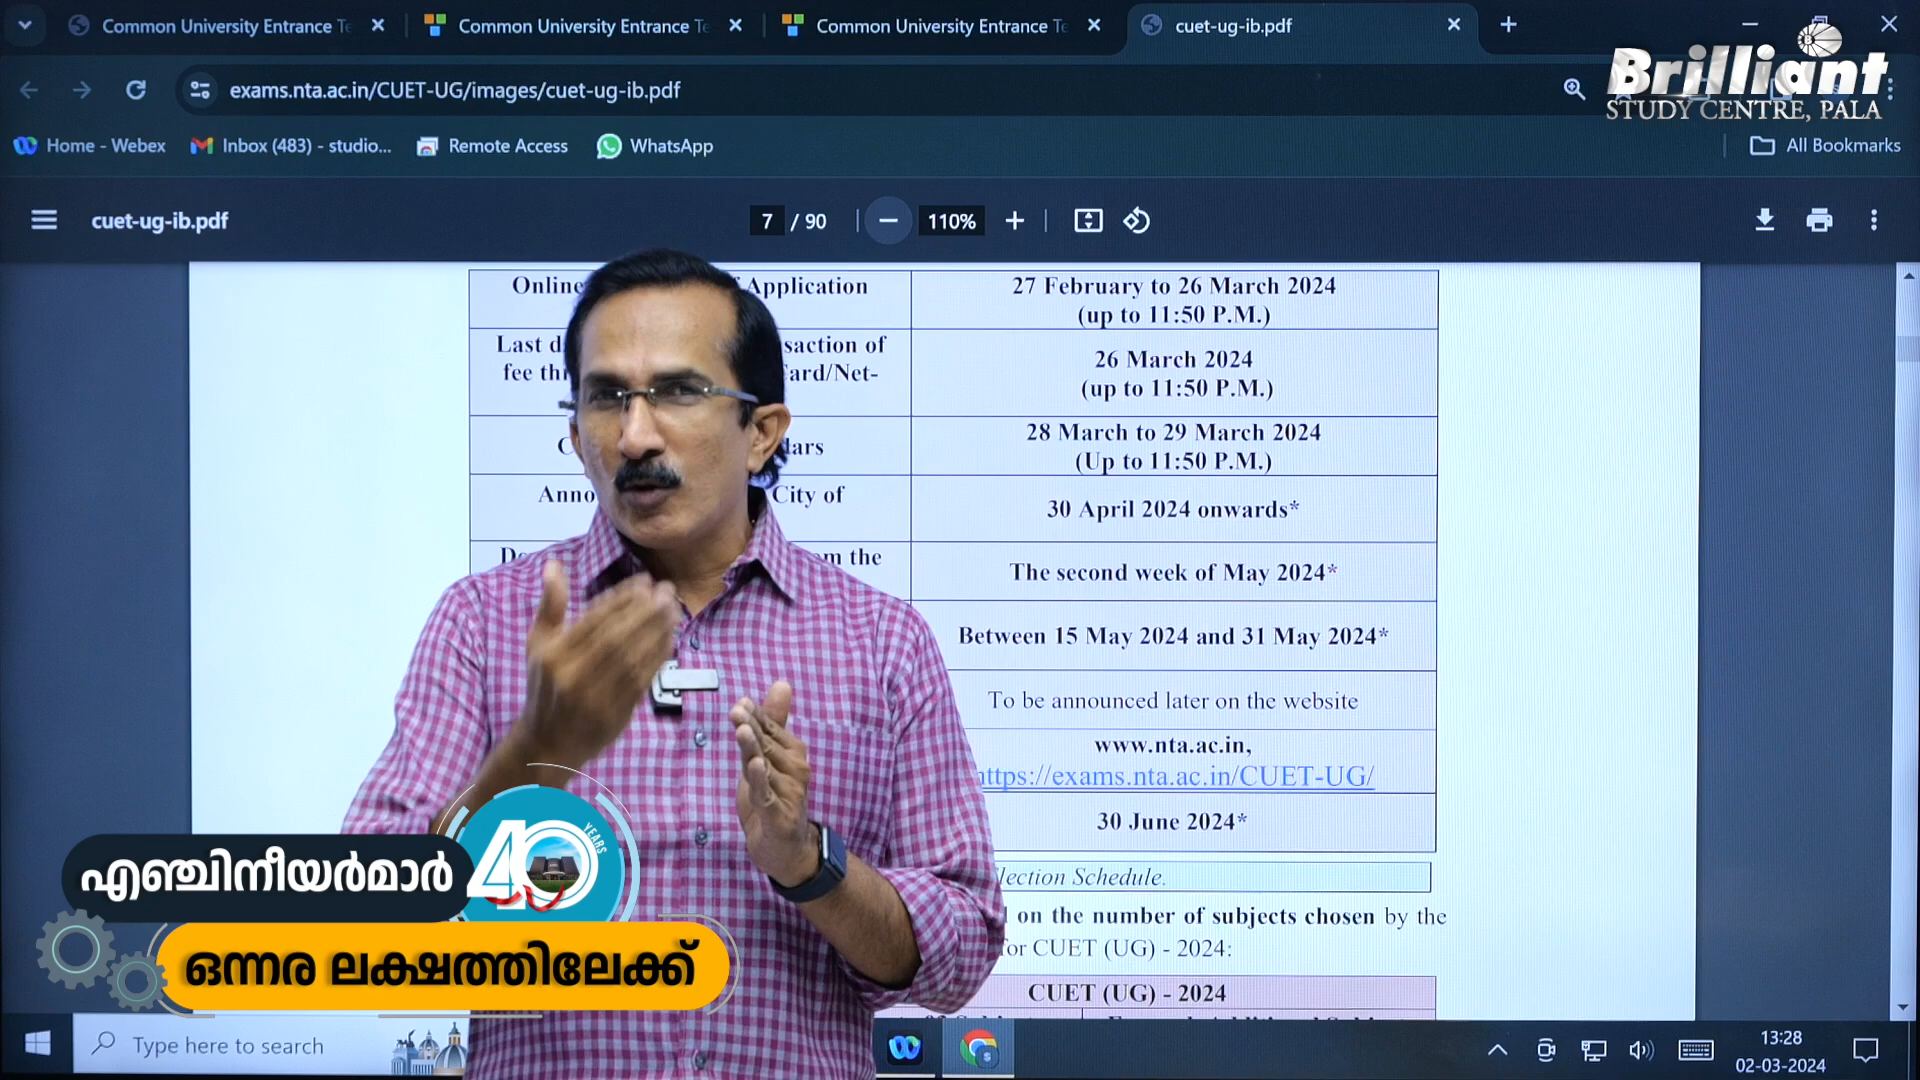 Common University Entrance Te
Common University Entrance Te
Common University Entrance Te
cuet-ug-ib.pdf
Brilliant
STUDY CENTRE, PALA
exams.nta.ac.in/CUET-UG/images/cuet-ug-ib.pdf
Home - Webex
Inbox (483) - studio...
Remote Access
WhatsApp
All Bookmarks
cuet-ug-ib.pdf
7 / 90
110%
Online
Application
27 February to 26 March 2024
(up to 11:50 P.M.)
Last d
saction of
fee thr
Card/Net-
26 March 2024
(up to 11:50 P.M.)
28 March to 29 March 2024
(Up to 11:50 P.M.)
City of
30 April 2024 onwards*
m the
The second week of May 2024*
Between 15 May 2024 and 31 May 2024*
To be announced later on the website
www.nta.ac.in,
https://exams.nta.ac.in/CUET-UG/
30 June 2024*
lection Schedule.
on the number of subjects chosen by the
for CUET (UG) - 2024:
CUET (UG) - 2024
എഞ്ചിനീയർമാർ
40 YEARS
ഒന്നര ലക്ഷത്തിലേക്ക്
Type here to search
13:28
02-03-2024